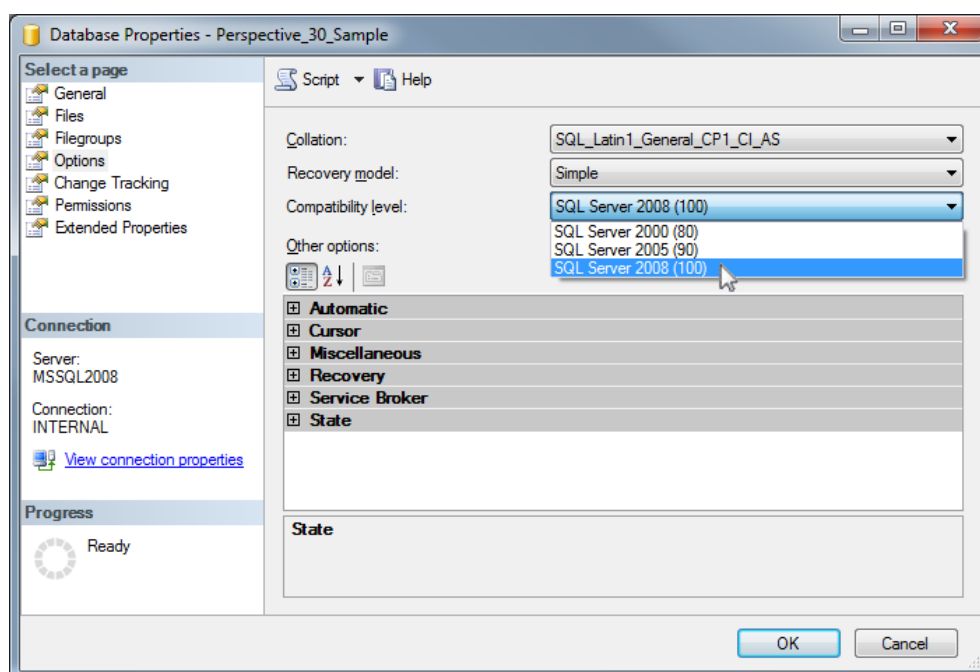 Database Properties - Perspective_30_Sample
Select a page
General
Files
Filegroups
Options
Change Tracking
Permissions
Extended Properties
Script
Help
Collation:
SQL_Latin1_General_CP1_CI_AS
Recovery model:
Simple
Compatibility level:
SQL Server 2008 (100)
SQL Server 2000 (80)
SQL Server 2005 (90)
SQL Server 2008 (100)
Other options:
A
Z
Automatic
Cursor
Miscellaneous
Recovery
Service Broker
State
State
Connection
Server:
MSSQL2008
Connection:
INTERNAL
View connection properties
Progress
Ready
OK
Cancel